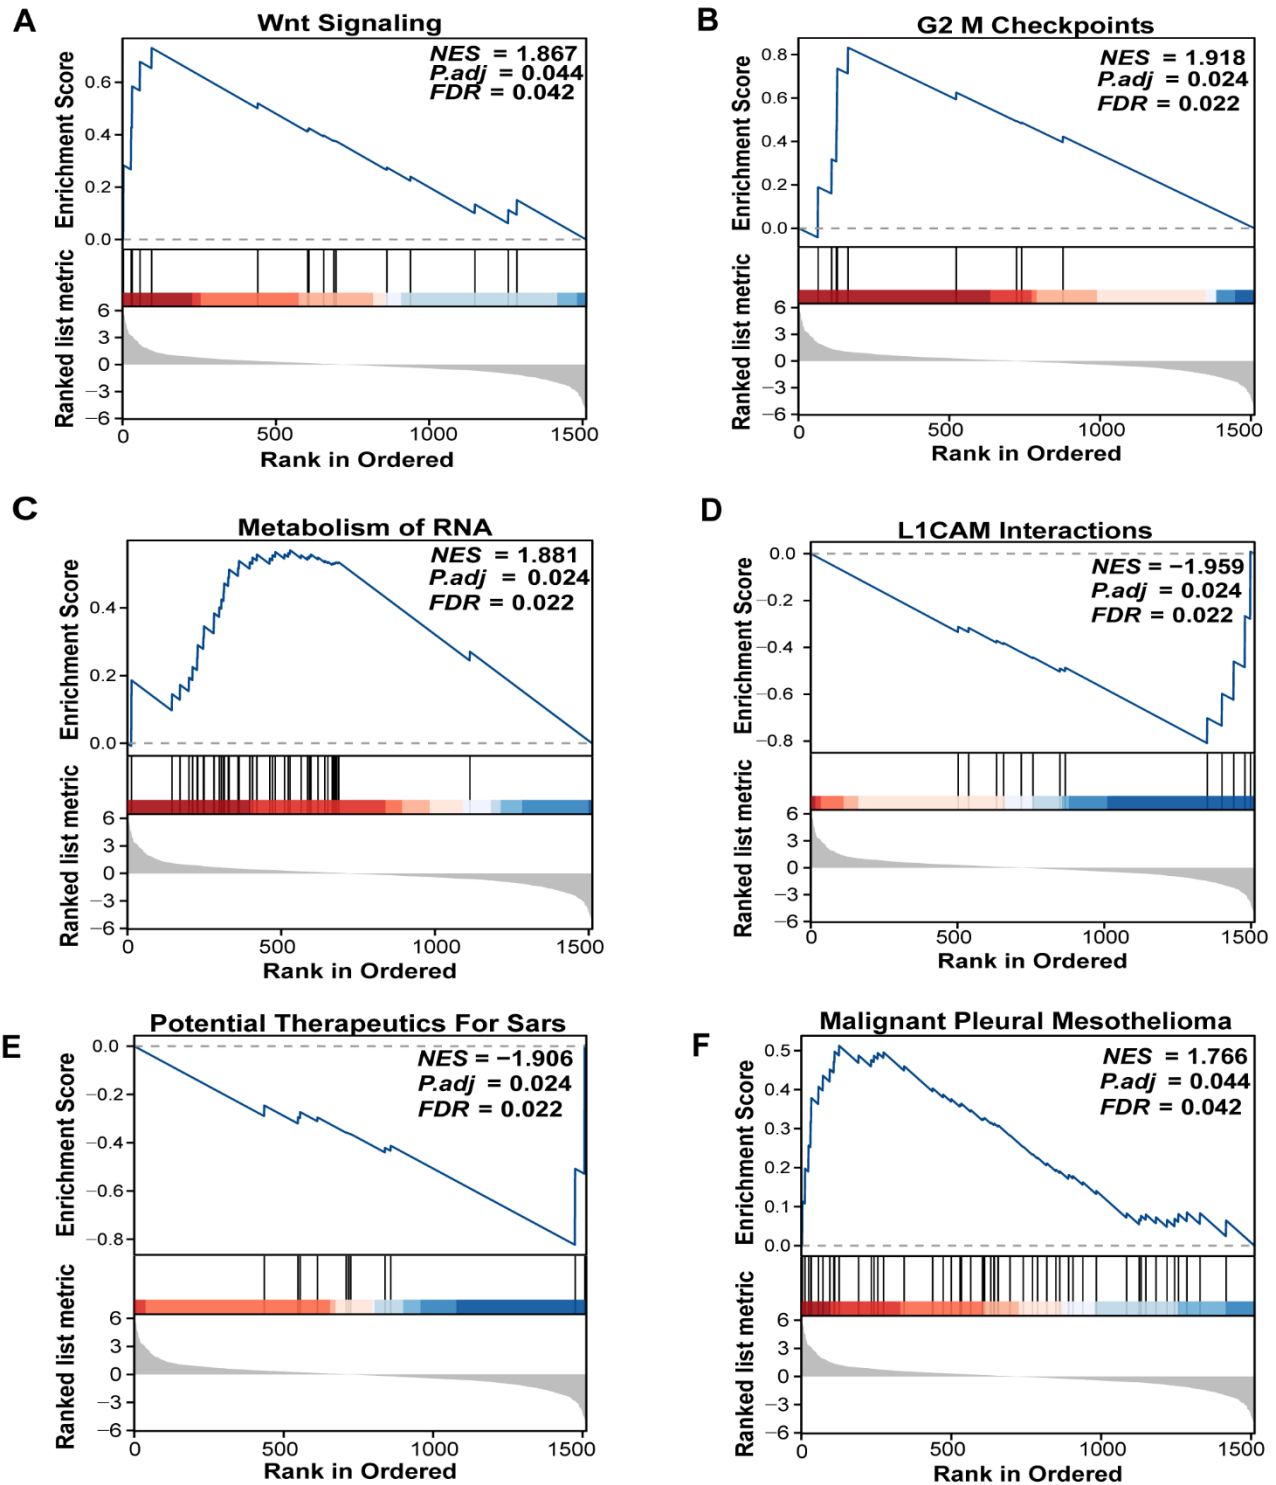 A
Wnt Signaling
NES = 1.867
P.adj = 0.044
FDR = 0.042
Enrichment Score
0.6
0.4
0.2
0.0
Ranked list metric
6
3
0
−3
−6
0 500 1000 1500
Rank in Ordered
B
G2 M Checkpoints
NES = 1.918
P.adj = 0.024
FDR = 0.022
Enrichment Score
0.8
0.6
0.4
0.2
0.0
Ranked list metric
6
3
0
−3
−6
0 500 1000 1500
Rank in Ordered
C
Metabolism of RNA
NES = 1.881
P.adj = 0.024
FDR = 0.022
Enrichment Score
0.4
0.2
0.0
Ranked list metric
6
3
0
−3
−6
0 500 1000 1500
Rank in Ordered
D
L1CAM Interactions
NES = −1.959
P.adj = 0.024
FDR = 0.022
Enrichment Score
0.0
−0.2
−0.4
−0.6
−0.8
Ranked list metric
6
3
0
−3
−6
0 500 1000 1500
Rank in Ordered
E
Potential Therapeutics For Sars
NES = −1.906
P.adj = 0.024
FDR = 0.022
Enrichment Score
0.0
−0.2
−0.4
−0.6
−0.8
Ranked list metric
6
3
0
−3
−6
0 500 1000 1500
Rank in Ordered
F
Malignant Pleural Mesothelioma
NES = 1.766
P.adj = 0.044
FDR = 0.042
Enrichment Score
0.5
0.4
0.3
0.2
0.1
0.0
Ranked list metric
6
3
0
−3
−6
0 500 1000 1500
Rank in Ordered